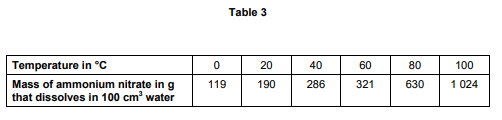 Table 3
Temperature in °C 0 20 40 60 80 100
Mass of ammonium nitrate in g
that dissolves in 100 cm³ water 119 190 286 321 630 1 024